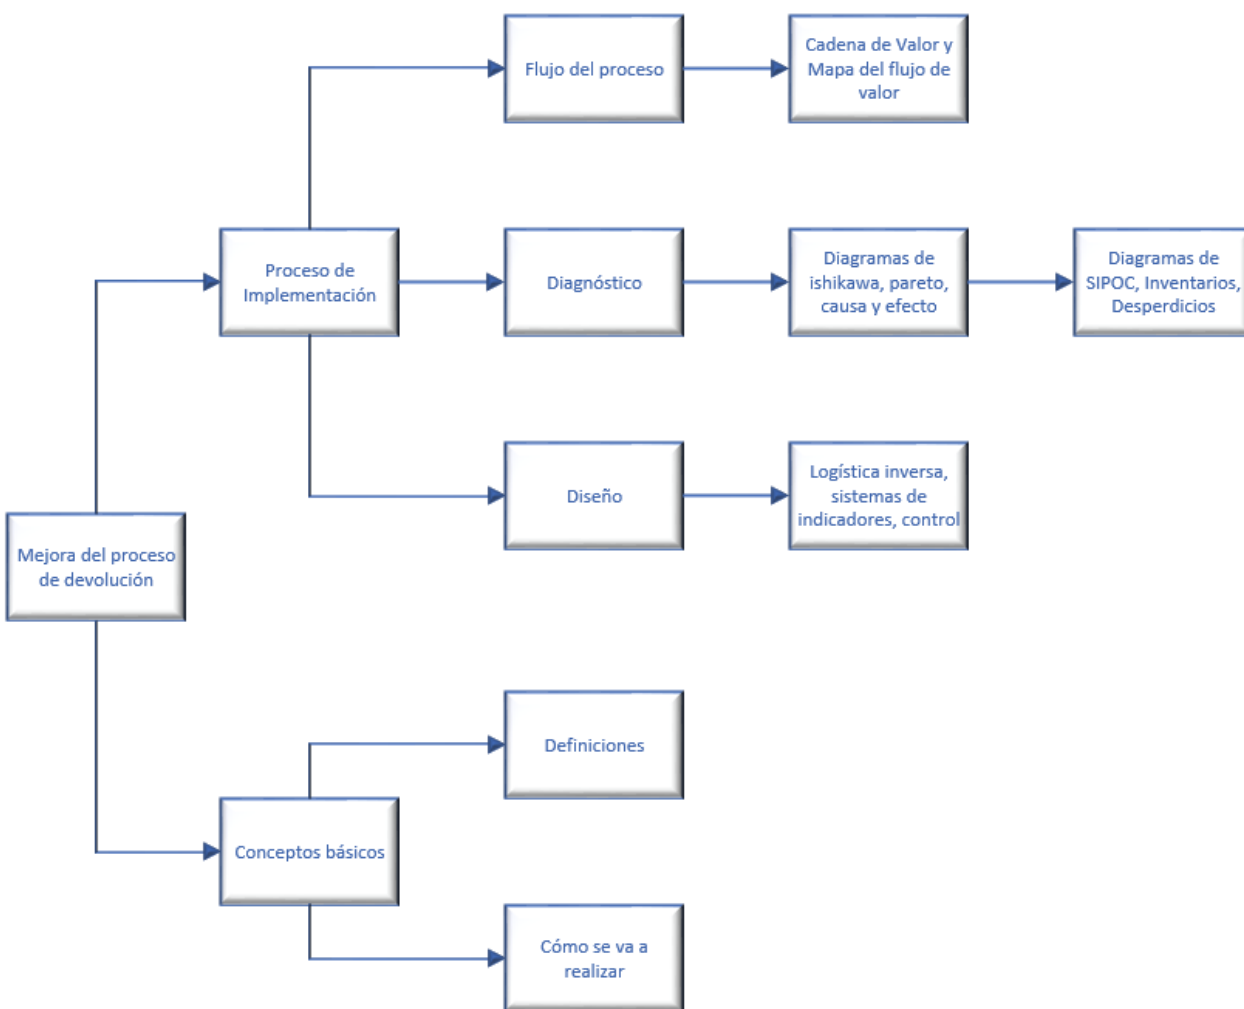 Flujo del proceso
Cadena de Valor y
Mapa del flujo de
valor
Proceso de
Implementación
Diagnóstico
Diagramas de
ishikawa, pareto,
causa y efecto
Diagramas de
SIPOC, Inventarios,
Desperdicios
Diseño
Logística inversa,
sistemas de
indicadores, control
Mejora del proceso
de devolución
Definiciones
Conceptos básicos
Cómo se va a
realizar